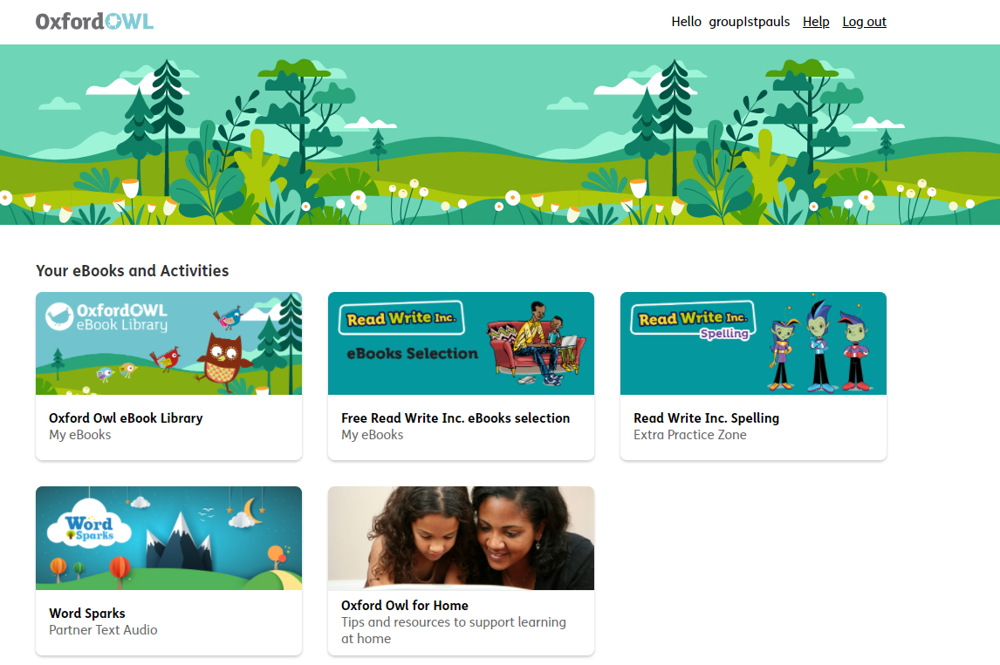 OxfordOWL
Hello groupIstpauls Help Log out
Your eBooks and Activities
OxfordOWL
eBook Library
Oxford Owl eBook Library
My eBooks
Read Write Inc.
eBooks Selection
Free Read Write Inc. eBooks selection
My eBooks
Read Write Inc.
Spelling
Read Write Inc. Spelling
Extra Practice Zone
Word
Sparks
Word Sparks
Partner Text Audio
Oxford Owl for Home
Tips and resources to support learning
at home